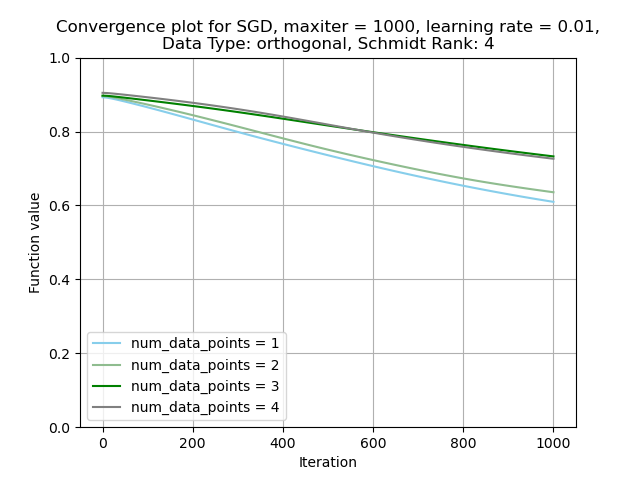 Convergence plot for SGD, maxiter = 1000, learning rate = 0.01,
Data Type: orthogonal, Schmidt Rank: 4
1.0
0.8
0.6
0.4
0.2
0.0
Function value
num_data_points = 1
num_data_points = 2
num_data_points = 3
num_data_points = 4
0 200 400 600 800 1000
Iteration